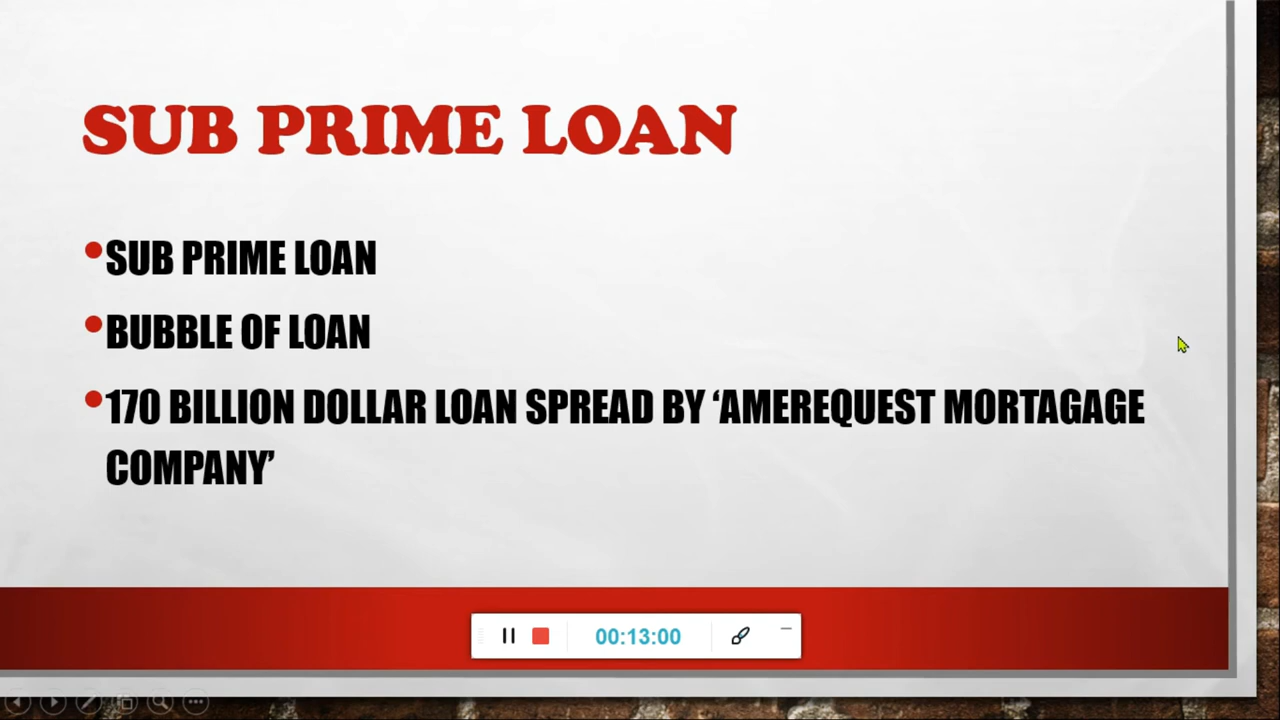 SUB PRIME LOAN
•SUB PRIME LOAN
•BUBBLE OF LOAN
•170 BILLION DOLLAR LOAN SPREAD BY ‘AMEREQUEST MORTAGAGE
COMPANY’
00:13:00